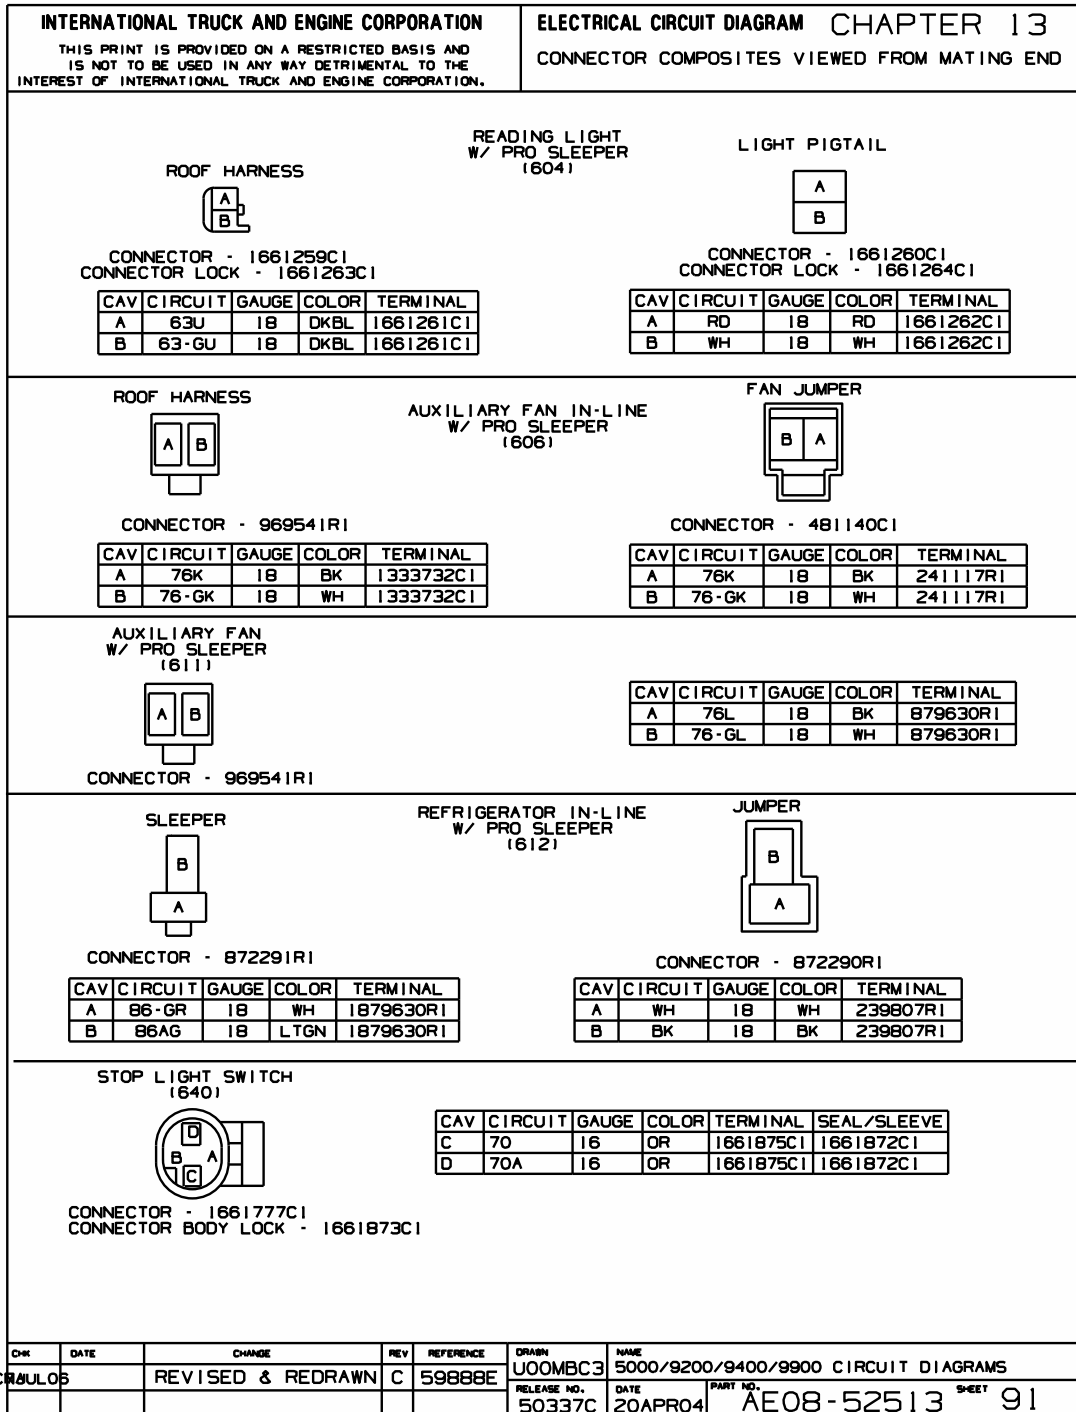 INTERNATIONAL TRUCK AND ENGINE CORPORATION
THIS PRINT IS PROVIDED ON A RESTRICTED BASIS AND
IS NOT TO BE USED IN ANY WAY DETRIMENTAL TO THE
INTEREST OF INTERNATIONAL TRUCK AND ENGINE CORPORATION.
ELECTRICAL CIRCUIT DIAGRAM CHAPTER 13
CONNECTOR COMPOSITES VIEWED FROM MATING END
READING LIGHT
W/ PRO SLEEPER
(604)
ROOF HARNESS
A
B
CONNECTOR - 1661259C1
CONNECTOR LOCK - 1661263C1
CAV CIRCUIT GAUGE COLOR TERMINAL
A 63U 18 DKBL 1661261C1
B 63-GU 18 DKBL 1661261C1
LIGHT PIGTAIL
A
B
CONNECTOR - 1661260C1
CONNECTOR LOCK - 1661264C1
CAV CIRCUIT GAUGE COLOR TERMINAL
A RD 18 RD 1661262C1
B WH 18 WH 1661262C1
AUXILIARY FAN IN-LINE
W/ PRO SLEEPER
(606)
ROOF HARNESS
A B
CONNECTOR - 969541R1
CAV CIRCUIT GAUGE COLOR TERMINAL
A 76K 18 BK 1333732C1
B 76-GK 18 WH 1333732C1
FAN JUMPER
B A
CONNECTOR - 481140C1
CAV CIRCUIT GAUGE COLOR TERMINAL
A 76K 18 BK 241117R1
B 76-GK 18 WH 241117R1
AUXILIARY FAN
W/ PRO SLEEPER
(611)
A B
CONNECTOR - 969541R1
CAV CIRCUIT GAUGE COLOR TERMINAL
A 76L 18 BK 879630R1
B 76-GL 18 WH 879630R1
REFRIGERATOR IN-LINE
W/ PRO SLEEPER
(612)
SLEEPER
B
A
CONNECTOR - 872291R1
CAV CIRCUIT GAUGE COLOR TERMINAL
A 86-GR 18 WH 1879630R1
B 86AG 18 LTGN 1879630R1
JUMPER
B
A
CONNECTOR - 872290R1
CAV CIRCUIT GAUGE COLOR TERMINAL
A WH 18 WH 239807R1
B BK 18 BK 239807R1
STOP LIGHT SWITCH
(640)
D
B A
C
CONNECTOR - 1661777C1
CONNECTOR BODY LOCK - 1661873C1
CAV CIRCUIT GAUGE COLOR TERMINAL SEAL/SLEEVE
C 70 16 OR 1661875C1 1661872C1
D 70A 16 OR 1661875C1 1661872C1
CHK DATE CHANGE REV REFERENCE
REVISED & REDRAWN C 59888E
DRAWN
U00MBC3
NAME
5000/9200/9400/9900 CIRCUIT DIAGRAMS
RELEASE NO.
50337C
DATE
20APR04
PART NO.
AE08-52513
SHEET 91